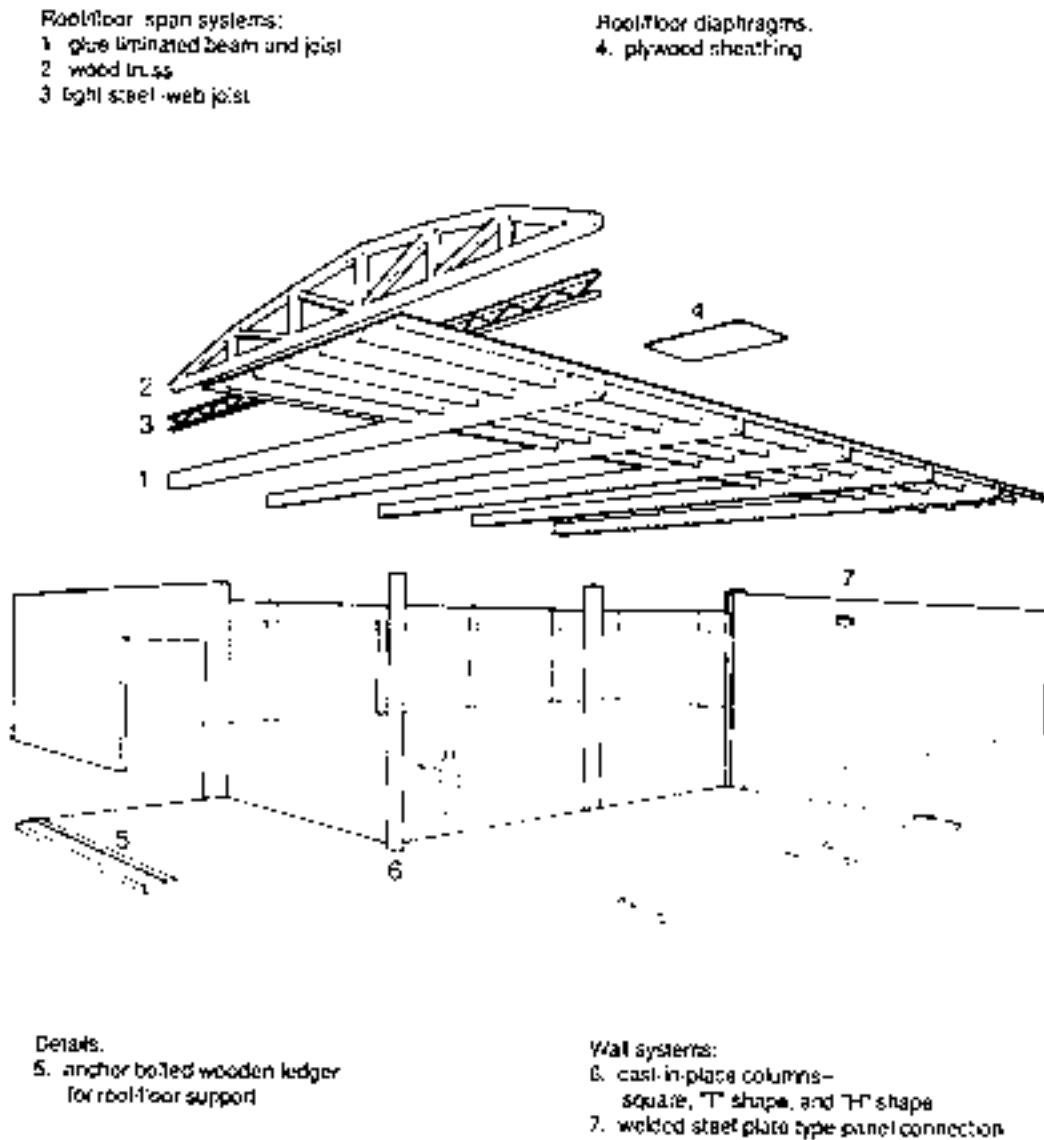 Roof/floor span systems:
1 glue laminated beam and joist
2 wood truss
3 light steel-web joist
Roof/floor diaphragms.
4. plywood sheathing
4
2
3
1
7
5
6
Details.
5. anchor bolted wooden ledger
for roof/floor support
Wall systems:
6. cast-in-place columns–
square, "T" shape, and "H" shape
7. welded steel plate type panel connection